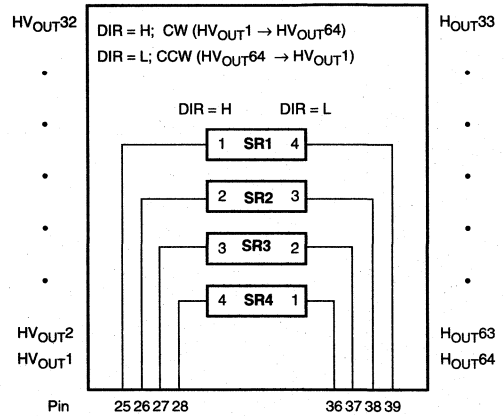 HVOUT32
HOUT33
DIR = H; CW (HVOUT1 → HVOUT64)
DIR = L; CCW (HVOUT64 → HVOUT1)
DIR = H DIR = L
1 SR1 4
2 SR2 3
3 SR3 2
4 SR4 1
HVOUT2
HOUT63
HVOUT1
HOUT64
Pin 25 26 27 28 36 37 38 39